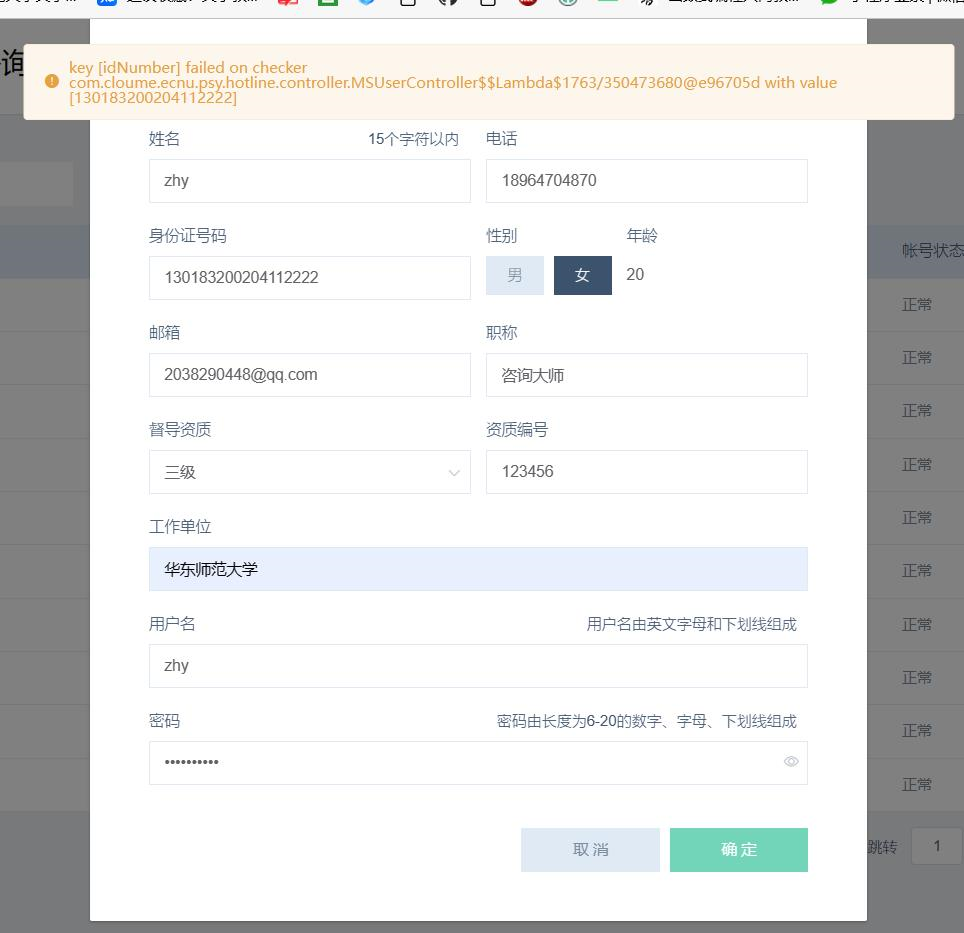 询
key [idNumber] failed on checker
com.cloume.ecnu.psy.hotline.controller.MSUserController$$Lambda$1763/350473680@e96705d with value
[130183200204112222]
姓名 15个字符以内 电话
zhy 18964704870
身份证号码 性别 年龄
帐号状态
130183200204112222 男 女 20
正常
邮箱 职称
正常
2038290448@qq.com 咨询大师
正常
督导资质 资质编号
正常
三级 123456
正常
工作单位
华东师范大学
正常
用户名 用户名由英文字母和下划线组成
正常
zhy
正常
密码 密码由长度为6-20的数字、字母、下划线组成
正常
••••••••••
正常
取 消 确 定
跳转 1